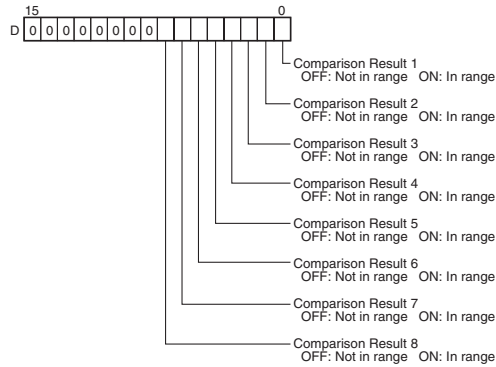 15 0
D 0 0 0 0 0 0 0 0
Comparison Result 1
OFF: Not in range ON: In range
Comparison Result 2
OFF: Not in range ON: In range
Comparison Result 3
OFF: Not in range ON: In range
Comparison Result 4
OFF: Not in range ON: In range
Comparison Result 5
OFF: Not in range ON: In range
Comparison Result 6
OFF: Not in range ON: In range
Comparison Result 7
OFF: Not in range ON: In range
Comparison Result 8
OFF: Not in range ON: In range